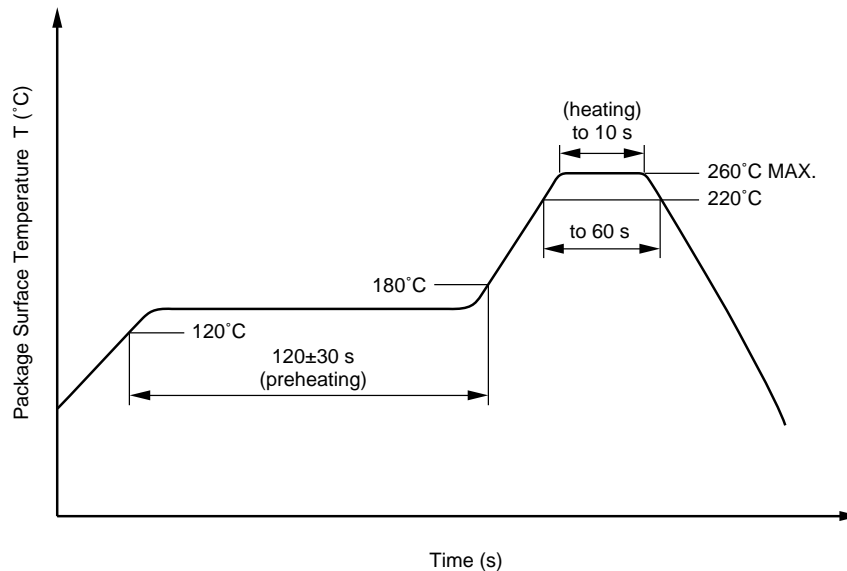 (heating)
to 10 s
260˚C MAX.
220˚C
to 60 s
180˚C
120˚C
120±30 s
(preheating)
Package Surface Temperature T (˚C)
Time (s)